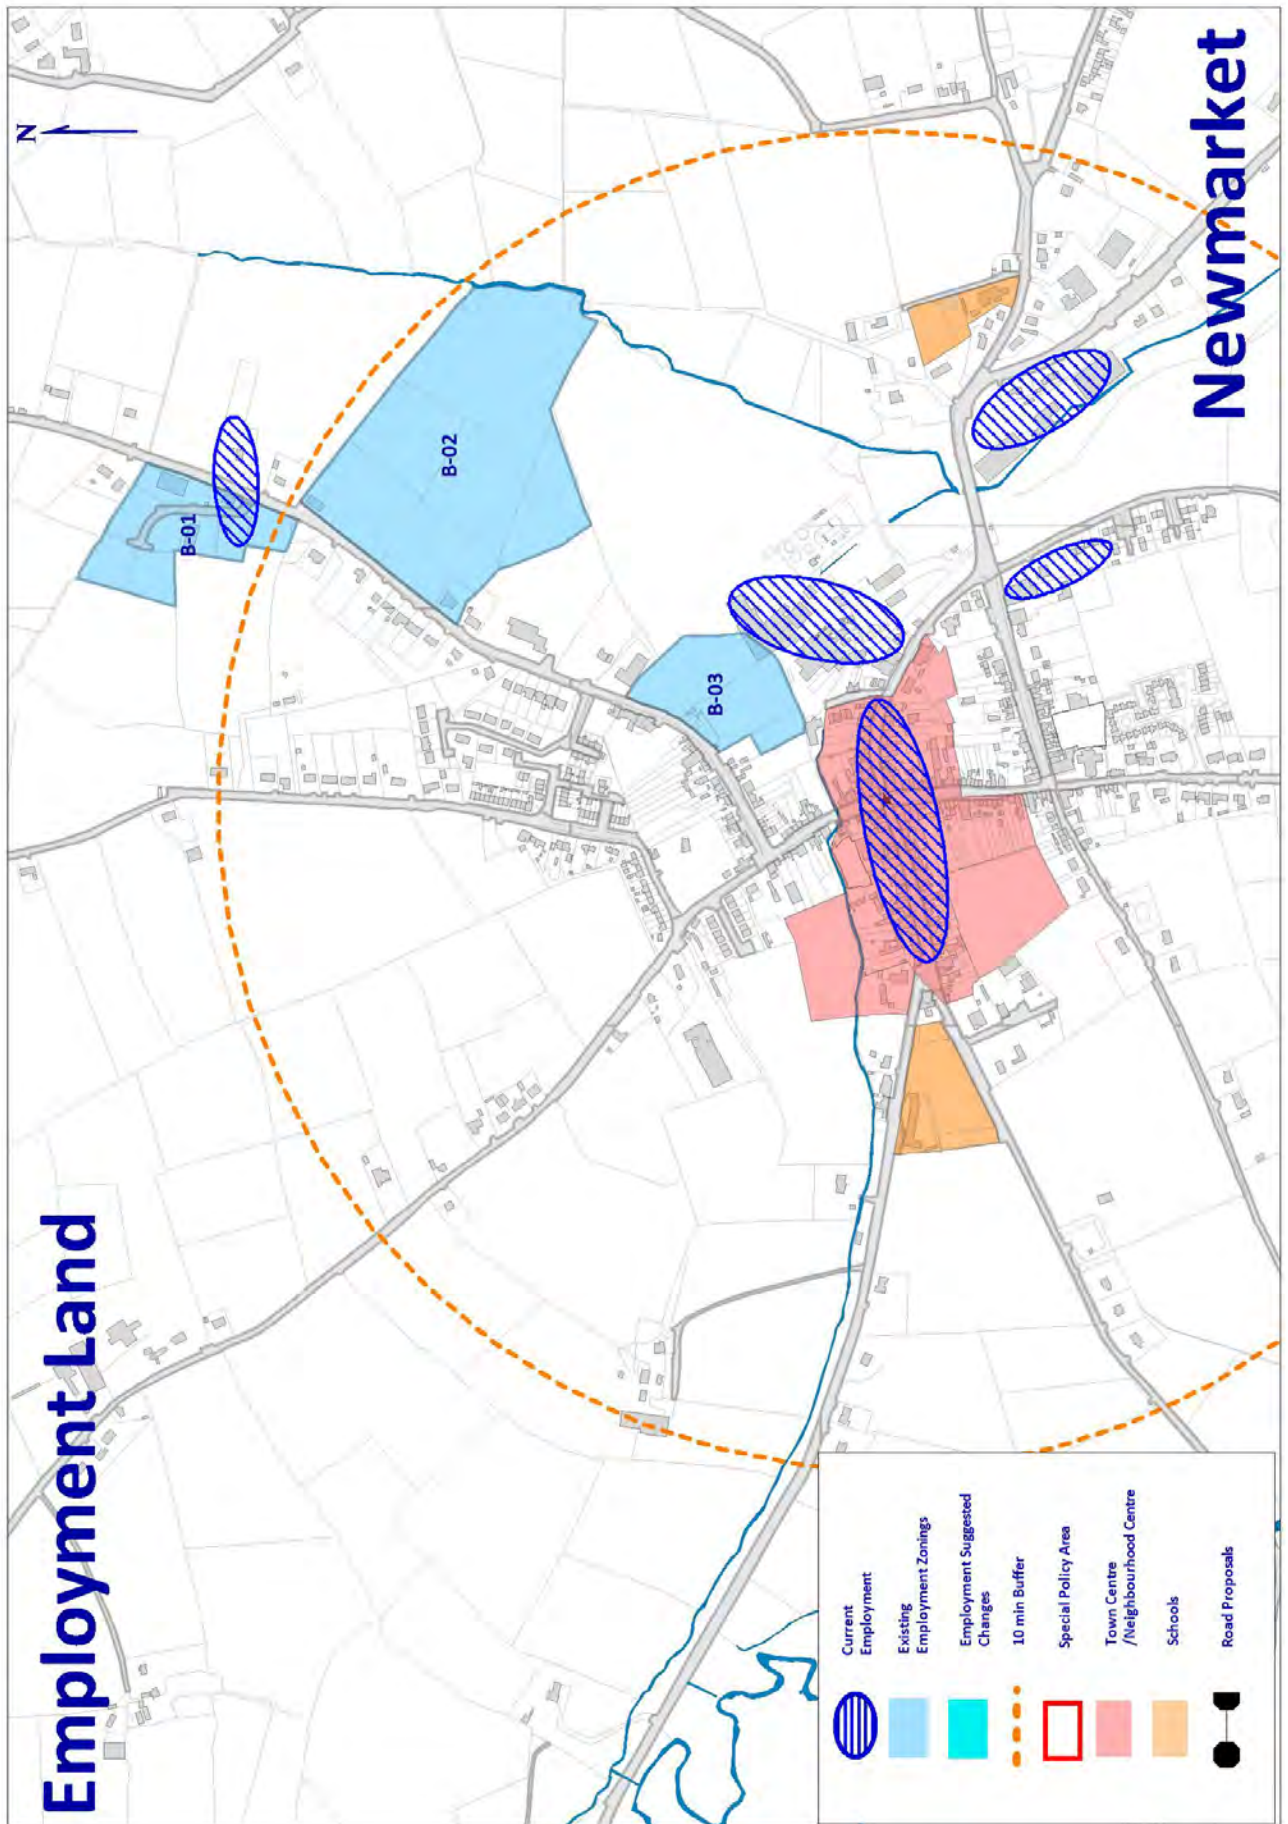 Employment Land
N
B-01
B-02
B-03
Newmarket
Current
Employment
Existing
Employment Zonings
Employment Suggested
Changes
10 min Buffer
Special Policy Area
Town Centre
/Neighbourhood Centre
Schools
Road Proposals